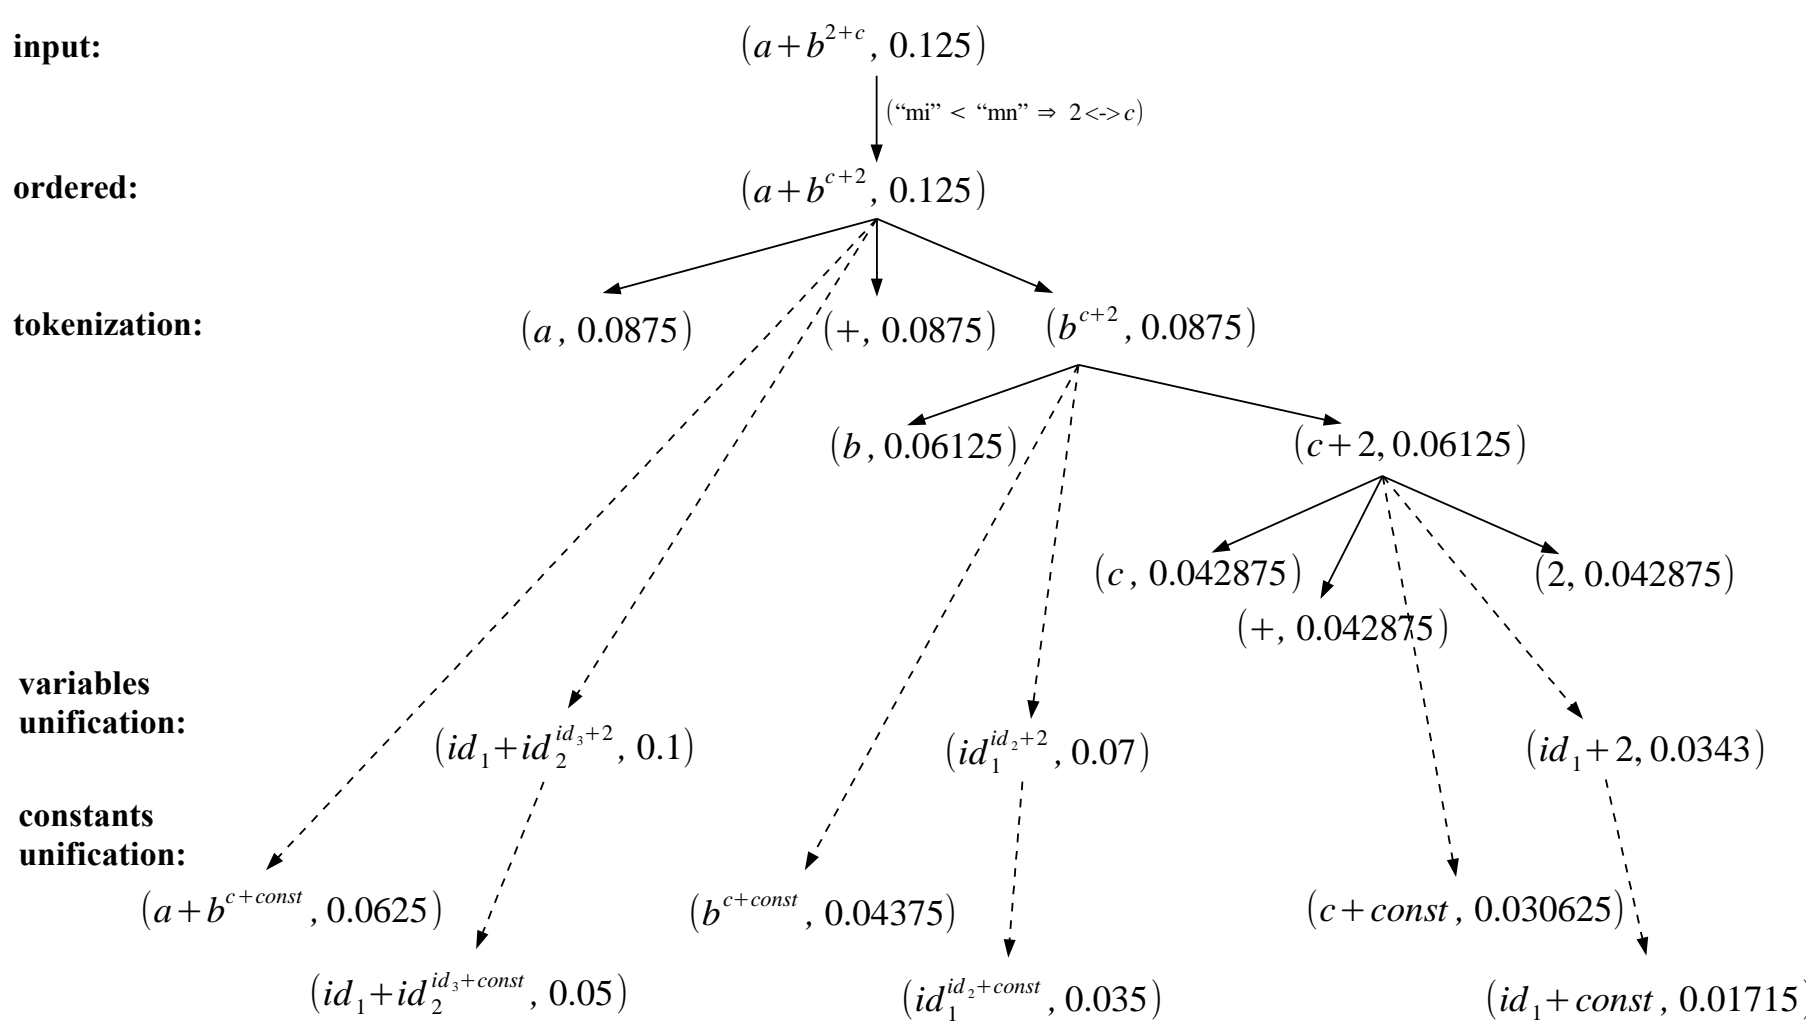 input: (a+b^{2+c}, 0.125)
(“mi” < “mn” ⇒ 2<->c)
ordered: (a+b^{c+2}, 0.125)
tokenization: (a, 0.0875) (+, 0.0875) (b^{c+2}, 0.0875)
(b, 0.06125) (c+2, 0.06125)
(c, 0.042875) (2, 0.042875)
(+, 0.042875)
variables
unification:
(id_1+id_2^{id_3+2}, 0.1) (id_1^{id_2+2}, 0.07) (id_1+2, 0.0343)
constants
unification:
(a+b^{c+const}, 0.0625) (b^{c+const}, 0.04375) (c+const, 0.030625)
(id_1+id_2^{id_3+const}, 0.05) (id_1^{id_2+const}, 0.035) (id_1+const, 0.01715)